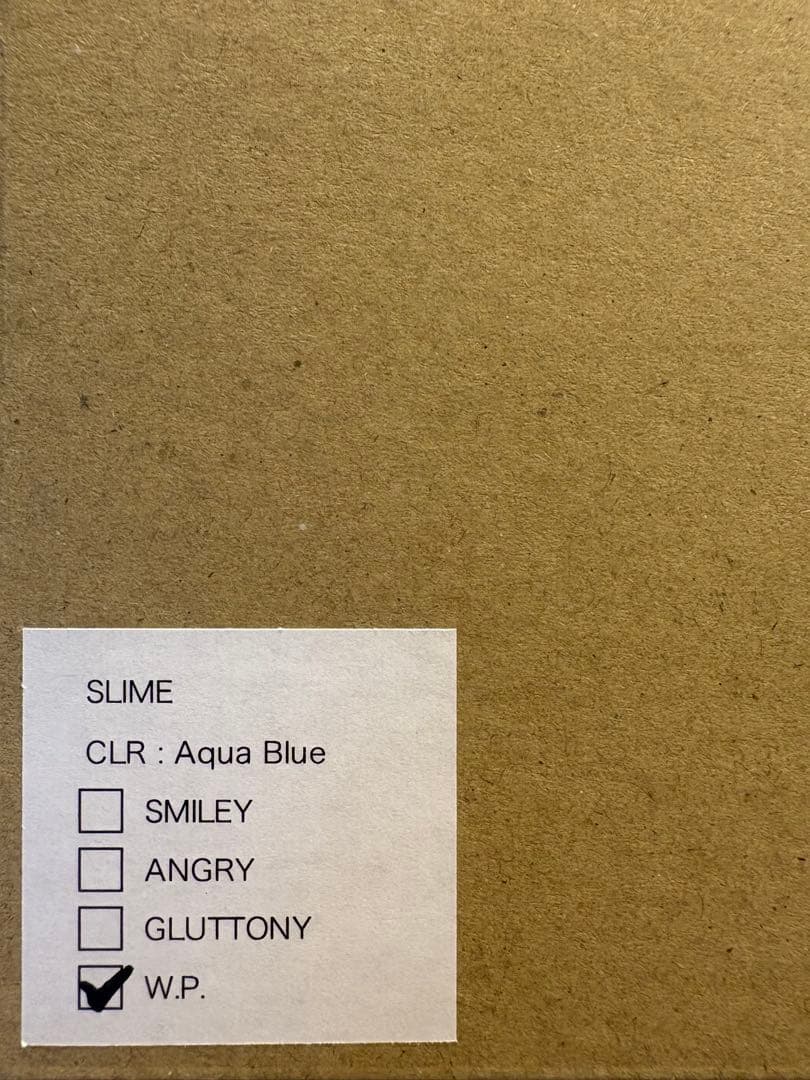 SLIME
CLR : Aqua Blue
SMILEY
ANGRY
GLUTTONY
W.P.